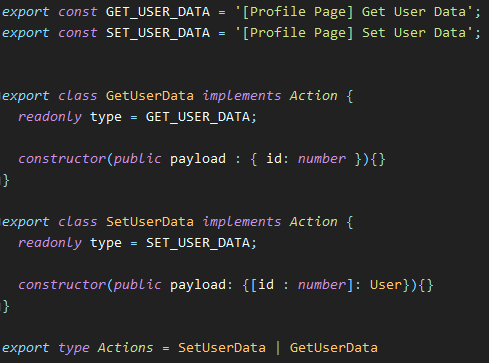 export const GET_USER_DATA = '[Profile Page] Get User Data';
export const SET_USER_DATA = '[Profile Page] Set User Data';
export class GetUserData implements Action {
readonly type = GET_USER_DATA;
constructor(public payload : { id: number }){}
}
export class SetUserData implements Action {
readonly type = SET_USER_DATA;
constructor(public payload: {[id : number]: User}){}
}
export type Actions = SetUserData | GetUserData